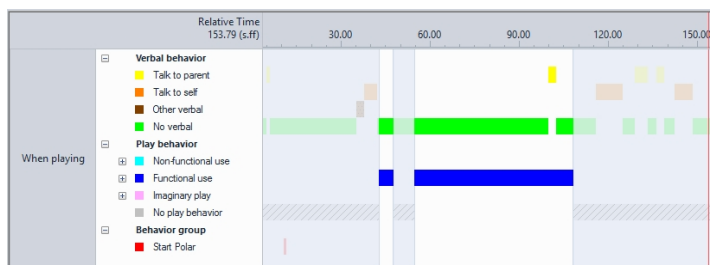 Relative Time
153.79 (s.ff)
30.00
60.00
90.00
120.00
150.00
When playing
Verbal behavior
Talk to parent
Talk to self
Other verbal
No verbal
Play behavior
Non-functional use
Functional use
Imaginary play
No play behavior
Behavior group
Start Polar